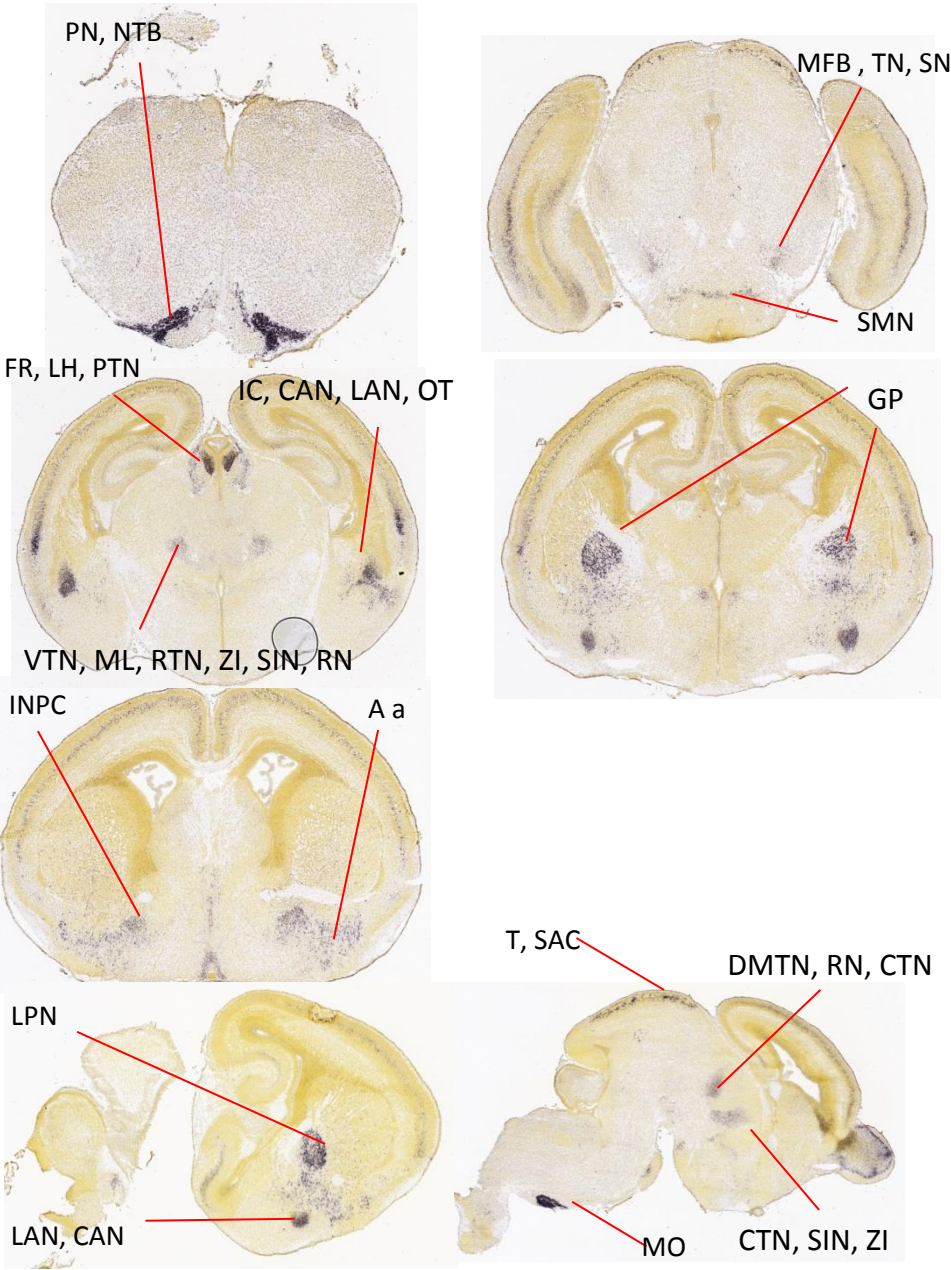 PN, NTB
MFB , TN, SN
SMN
FR, LH, PTN
IC, CAN, LAN, OT
GP
VTN, ML, RTN, ZI, SIN, RN
INPC
A a
T, SAC
DMTN, RN, CTN
LPN
LAN, CAN
MO
CTN, SIN, ZI